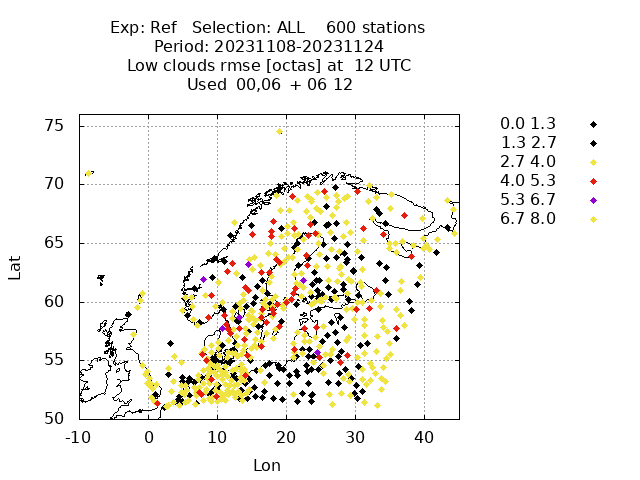 Exp: Ref   Selection: ALL    600 stations
Period: 20231108-20231124
Low clouds rmse [octas] at  12 UTC
Used  00,06  + 06 12
0.0 1.3
1.3 2.7
2.7 4.0
4.0 5.3
5.3 6.7
6.7 8.0
75
70
65
60
55
50
Lat
-10 0 10 20 30 40
Lon